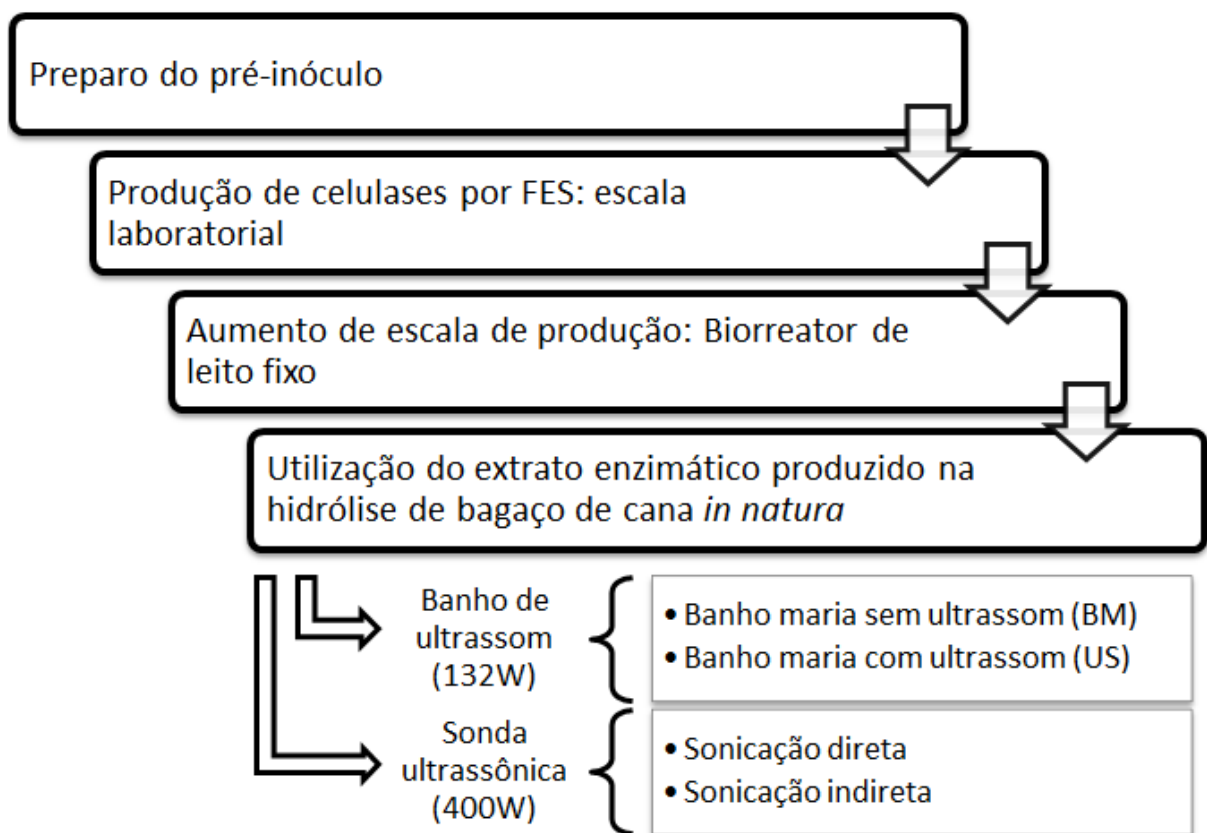 Preparo do pré-inóculo
Produção de celulases por FES: escala
laboratorial
Aumento de escala de produção: Biorreator de
leito fixo
Utilização do extrato enzimático produzido na
hidrólise de bagaço de cana in natura
Banho de
ultrassom
(132W)
• Banho maria sem ultrassom (BM)
• Banho maria com ultrassom (US)
Sonda
ultrassônica
(400W)
• Sonicação direta
• Sonicação indireta